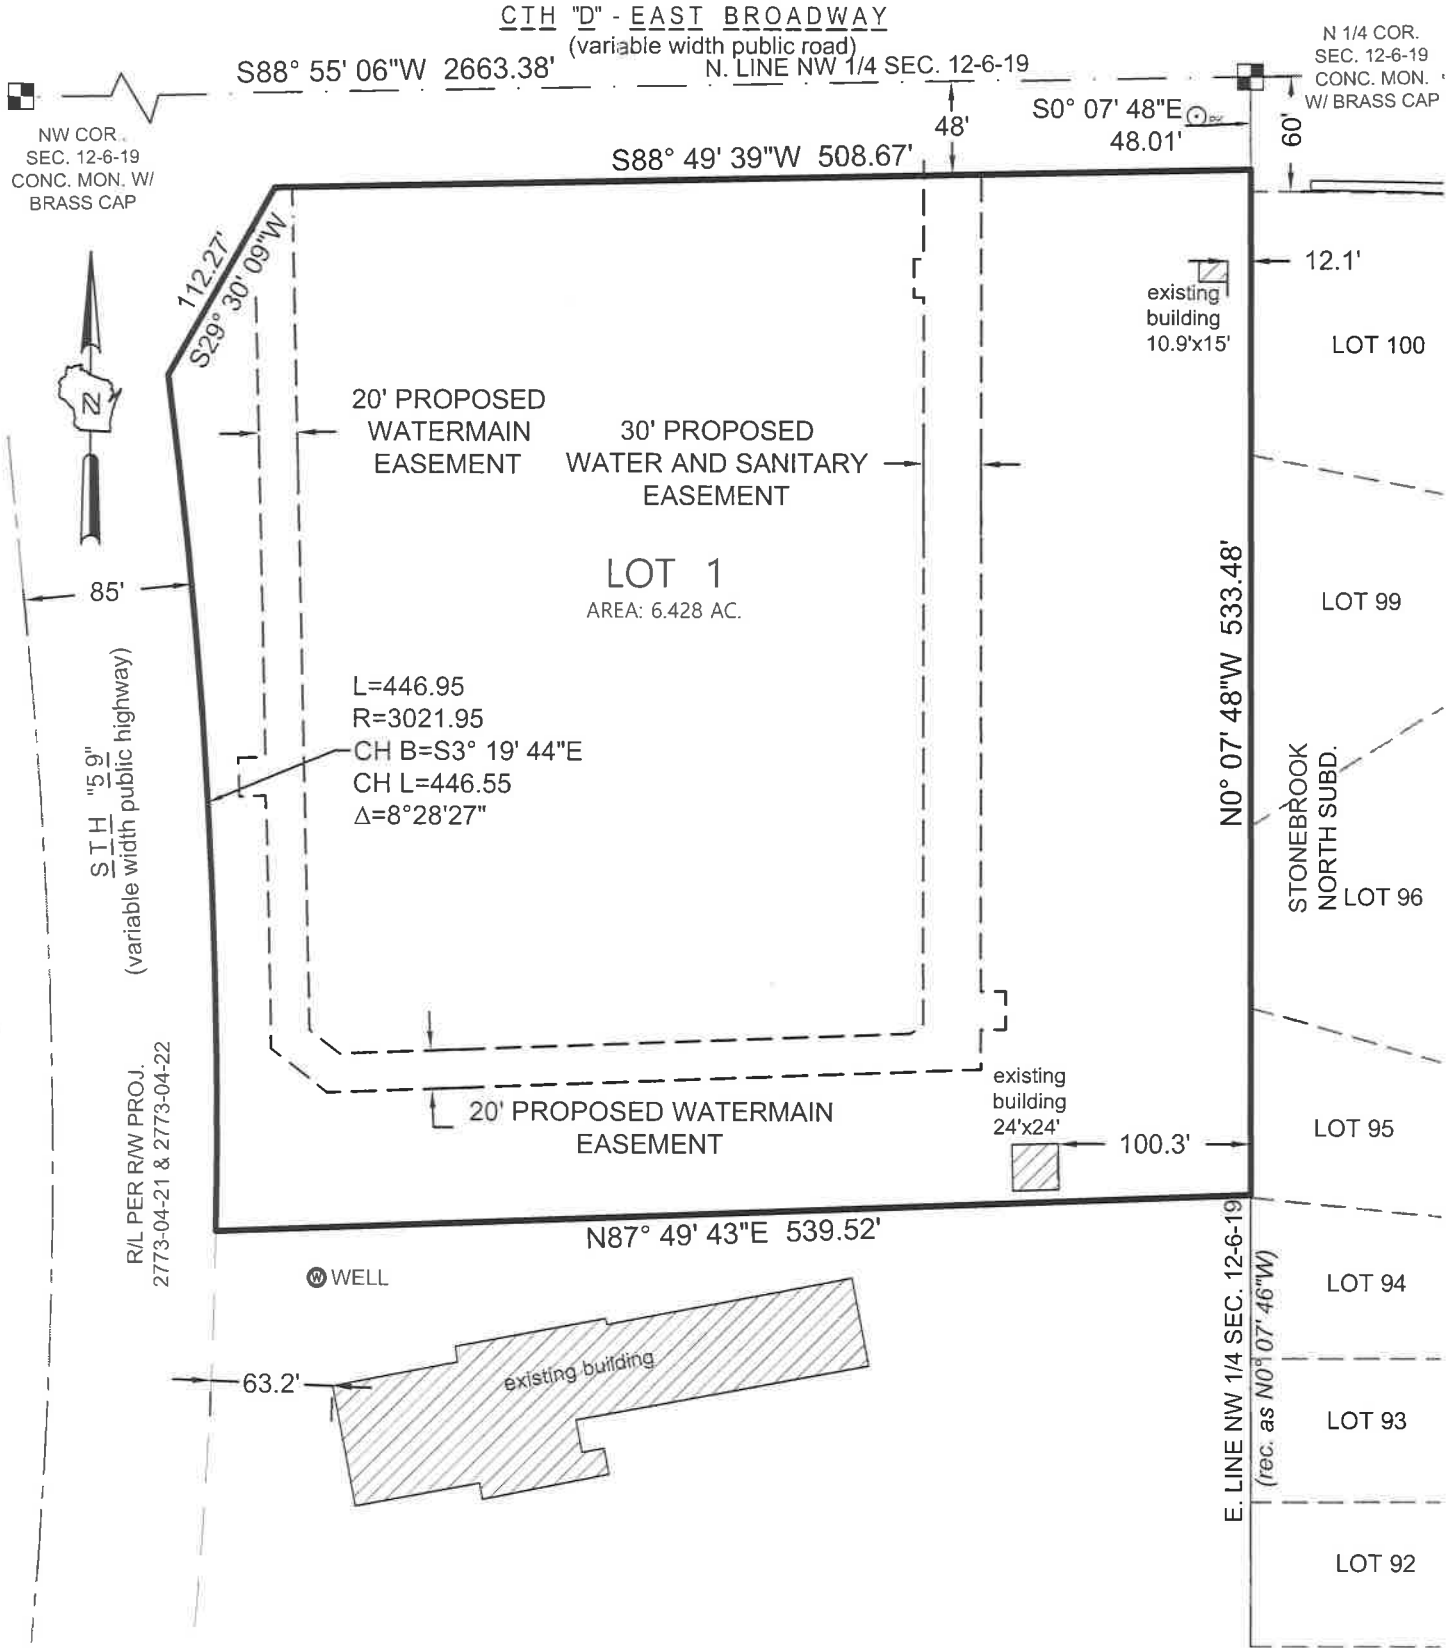 CTH "D" - EAST BROADWAY
(variable width public road)
S88° 55' 06"W 2663.38'
N. LINE NW 1/4 SEC. 12-6-19
N 1/4 COR.
SEC. 12-6-19
CONC. MON.
W/ BRASS CAP
NW COR.
SEC. 12-6-19
CONC. MON. W/
BRASS CAP
48'
S0° 07' 48"E
48.01'
60'
S88° 49' 39"W 508.67'
112.27'
S29° 30' 09"W
12.1'
existing
building
10.9'x15'
LOT 100
N
20' PROPOSED
WATERMAIN
EASEMENT
30' PROPOSED
WATER AND SANITARY
EASEMENT
LOT 1
AREA: 6.428 AC.
85'
LOT 99
N0° 07' 48"W 533.48'
STH "59"
(variable width public highway)
L=446.95
R=3021.95
CH B=S3° 19' 44"E
CH L=446.55
Δ=8°28'27"
STONEBROOK
NORTH SUBD.
LOT 96
R/L PER R/W PROJ.
2773-04-21 & 2773-04-22
20' PROPOSED WATERMAIN
EASEMENT
existing
building
24'x24'
100.3'
LOT 95
N87° 49' 43"E 539.52'
W WELL
existing building
63.2'
E. LINE NW 1/4 SEC. 12-6-19
(rec. as N0° 07' 46"W)
LOT 94
LOT 93
LOT 92